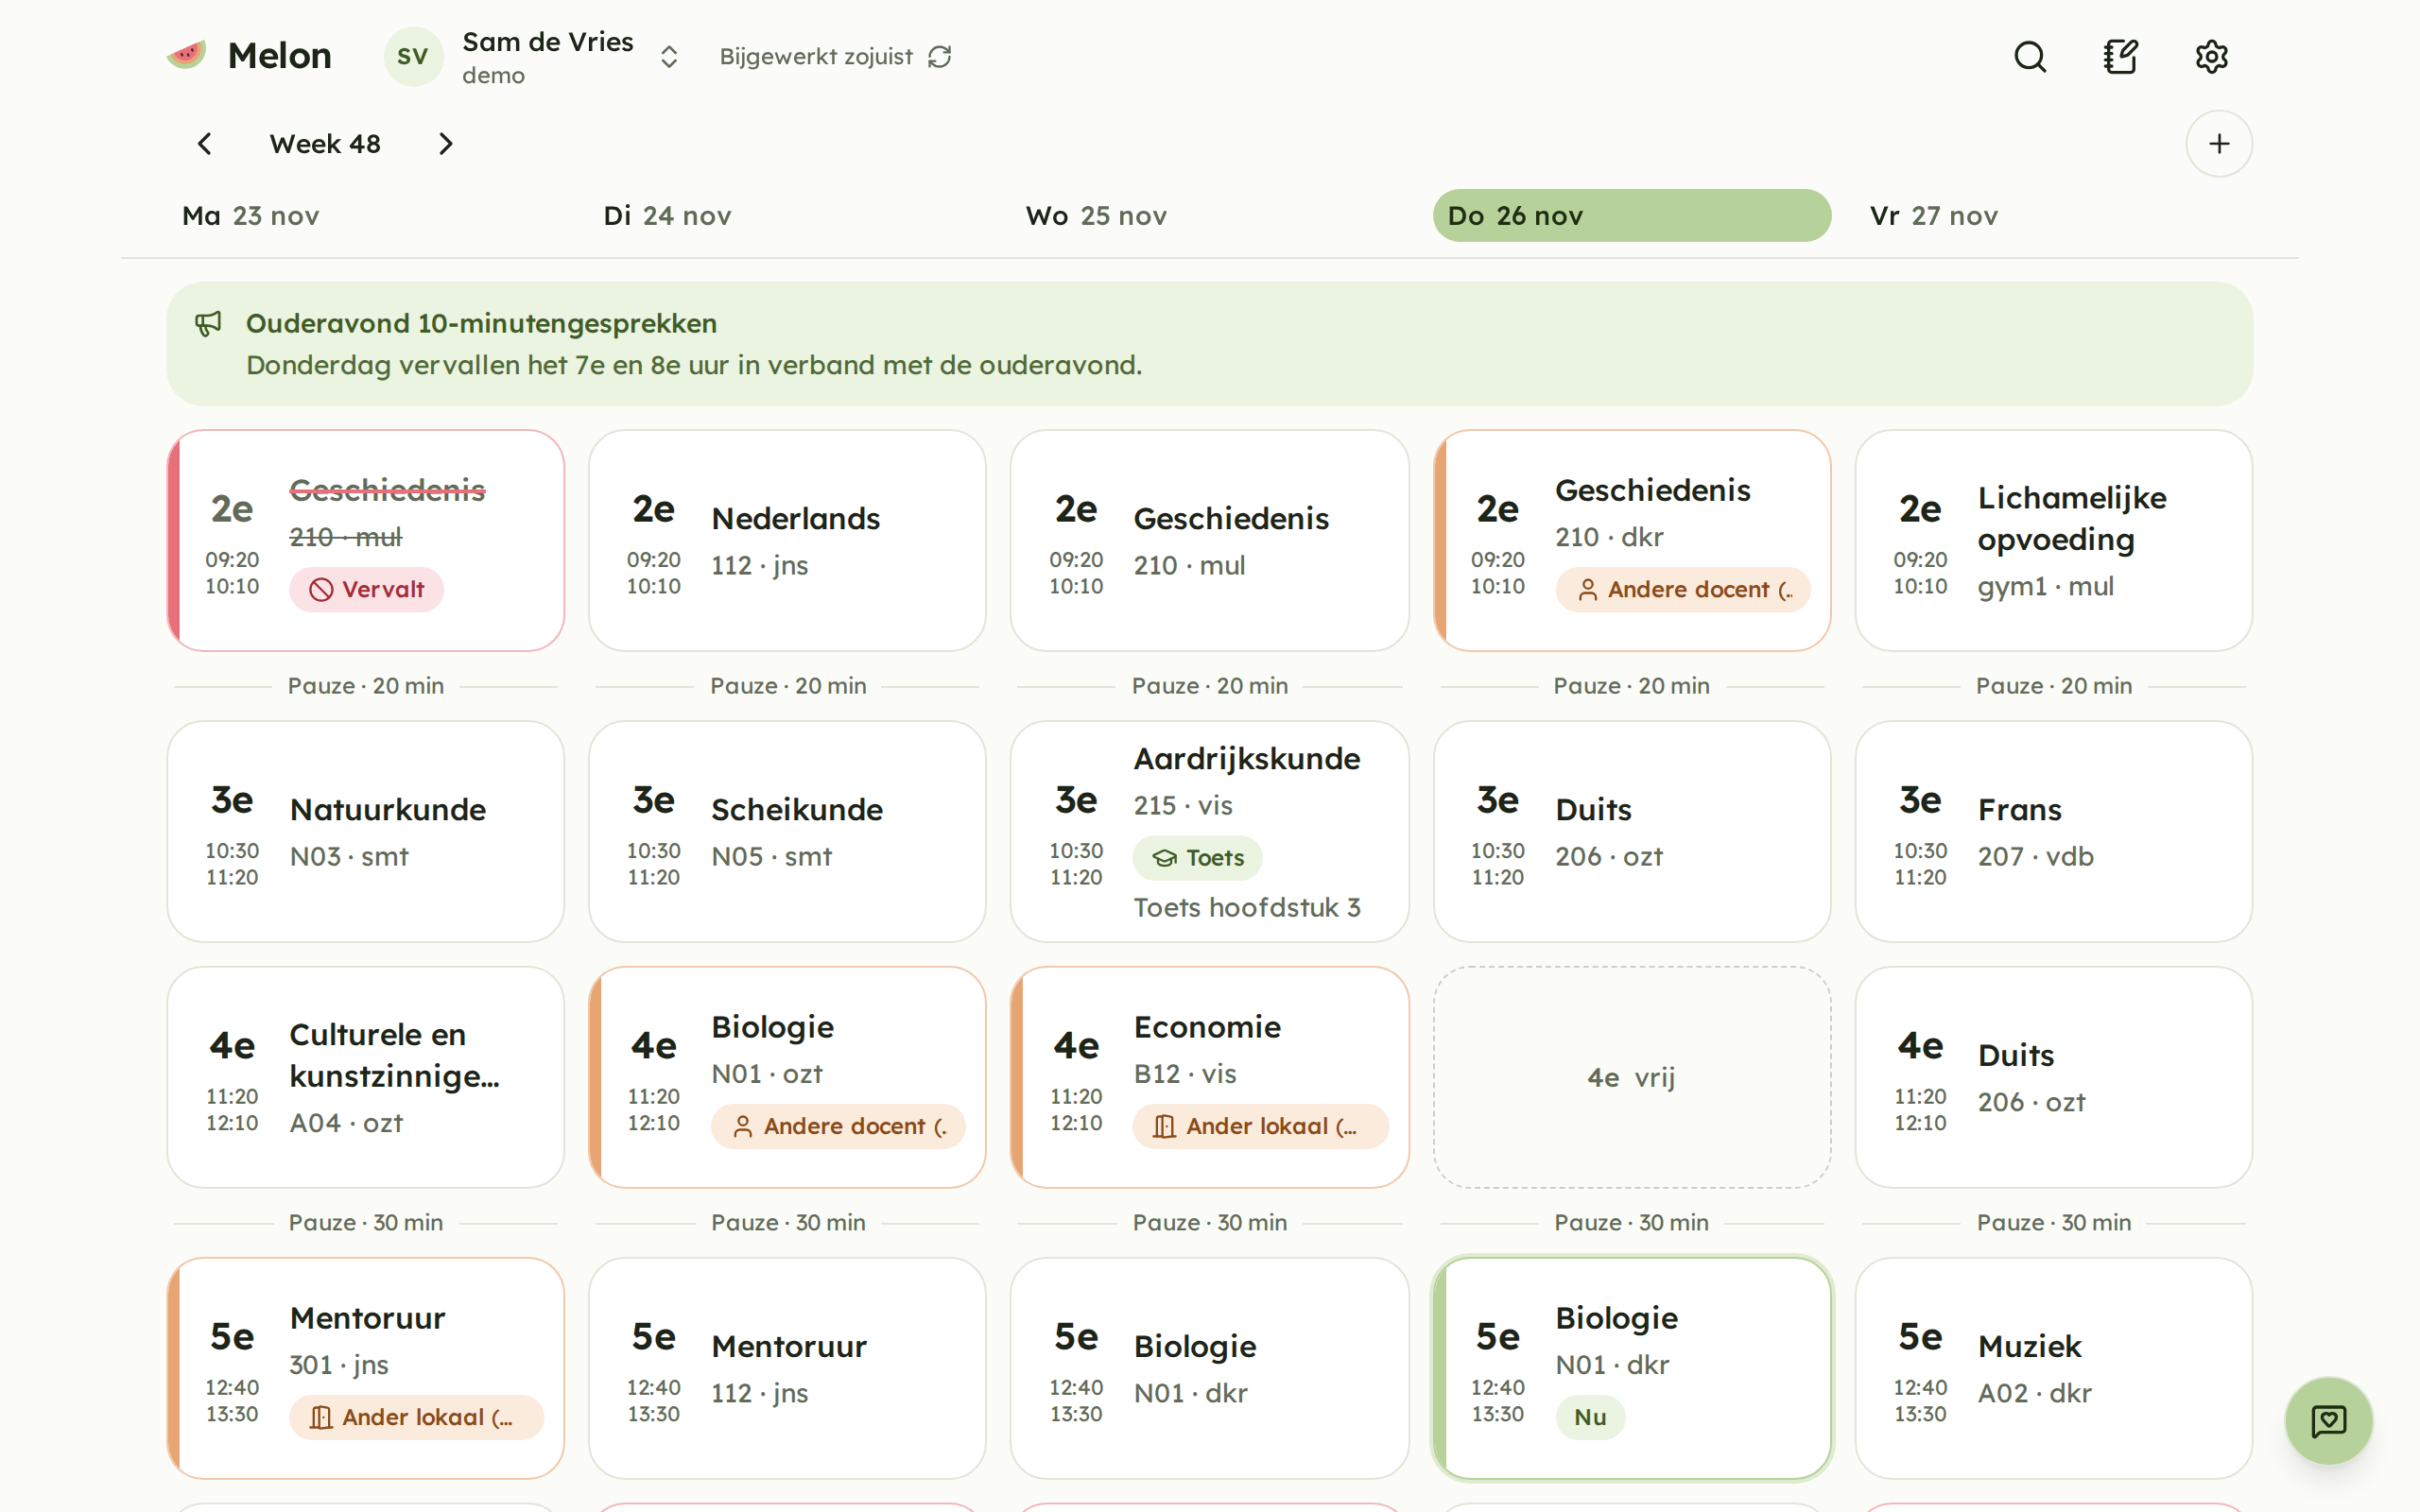 Melon
SV
Sam de Vries
demo
Bijgewerkt zojuist
Week 48
Ma 23 nov
Di 24 nov
Wo 25 nov
Do 26 nov
Vr 27 nov
Ouderavond 10-minutengesprekken
Donderdag vervallen het 7e en 8e uur in verband met de ouderavond.
2e
09:20
10:10
Geschiedenis
210 · mul
Vervalt
2e
09:20
10:10
Nederlands
112 · jns
2e
09:20
10:10
Geschiedenis
210 · mul
2e
09:20
10:10
Geschiedenis
210 · dkr
Andere docent (..
2e
09:20
10:10
Lichamelijke
opvoeding
gym1 · mul
Pauze · 20 min
Pauze · 20 min
Pauze · 20 min
Pauze · 20 min
Pauze · 20 min
3e
10:30
11:20
Natuurkunde
N03 · smt
3e
10:30
11:20
Scheikunde
N05 · smt
3e
10:30
11:20
Aardrijkskunde
215 · vis
Toets
Toets hoofdstuk 3
3e
10:30
11:20
Duits
206 · ozt
3e
10:30
11:20
Frans
207 · vdb
4e
11:20
12:10
Culturele en
kunstzinnige...
A04 · ozt
4e
11:20
12:10
Biologie
N01 · ozt
Andere docent (.
4e
11:20
12:10
Economie
B12 · vis
Ander lokaal (...
4e vrij
4e
11:20
12:10
Duits
206 · ozt
Pauze · 30 min
Pauze · 30 min
Pauze · 30 min
Pauze · 30 min
Pauze · 30 min
5e
12:40
13:30
Mentoruur
301 · jns
Ander lokaal (...
5e
12:40
13:30
Mentoruur
112 · jns
5e
12:40
13:30
Biologie
N01 · dkr
5e
12:40
13:30
Biologie
N01 · dkr
Nu
5e
12:40
13:30
Muziek
A02 · dkr